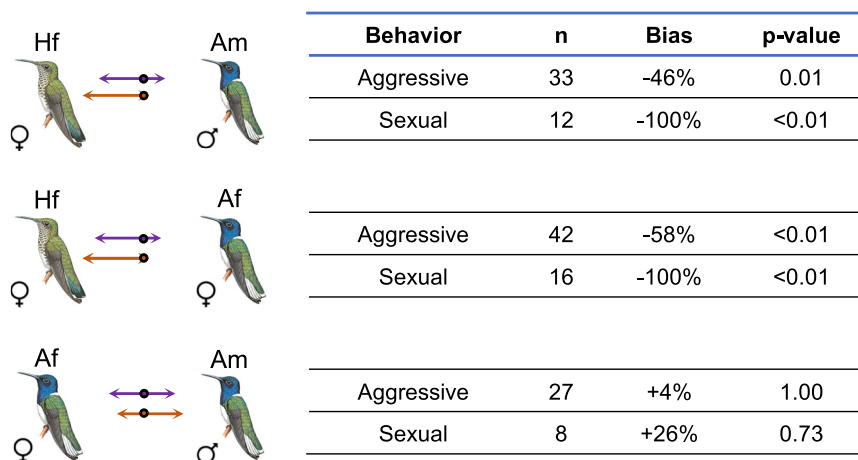 Behavior n Bias p-value
Hf Am
Aggressive 33 -46% 0.01
Sexual 12 -100% <0.01
♀ ♂
Hf Af
Aggressive 42 -58% <0.01
Sexual 16 -100% <0.01
♀ ♀
Af Am
Aggressive 27 +4% 1.00
Sexual 8 +26% 0.73
♀ ♂